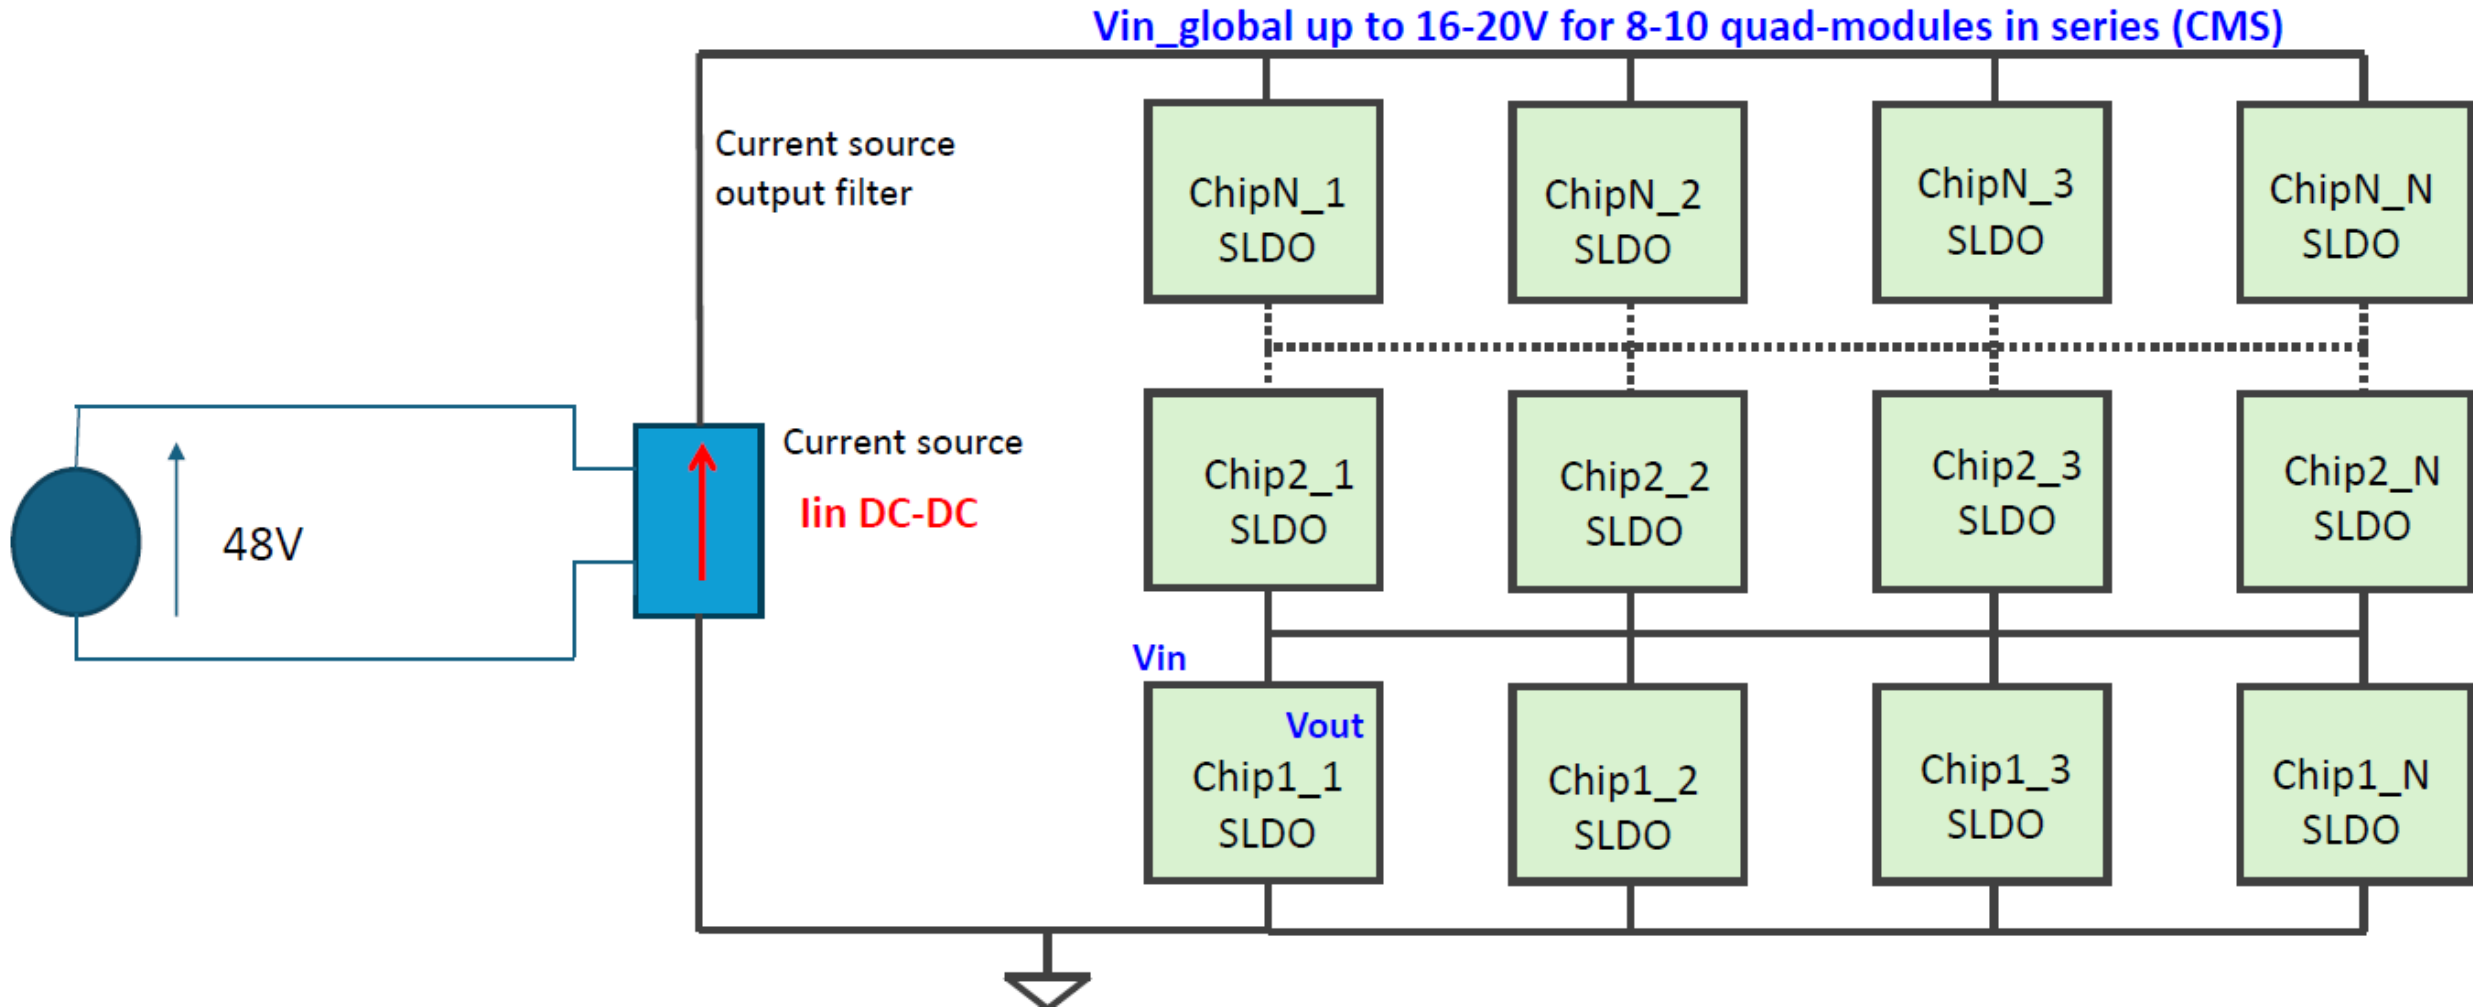 Vin_global up to 16-20V for 8-10 quad-modules in series (CMS)
Current source
output filter
ChipN_1
SLDO
ChipN_2
SLDO
ChipN_3
SLDO
ChipN_N
SLDO
48V
Current source
Iin DC-DC
Chip2_1
SLDO
Chip2_2
SLDO
Chip2_3
SLDO
Chip2_N
SLDO
Vin
Vout
Chip1_1
SLDO
Chip1_2
SLDO
Chip1_3
SLDO
Chip1_N
SLDO